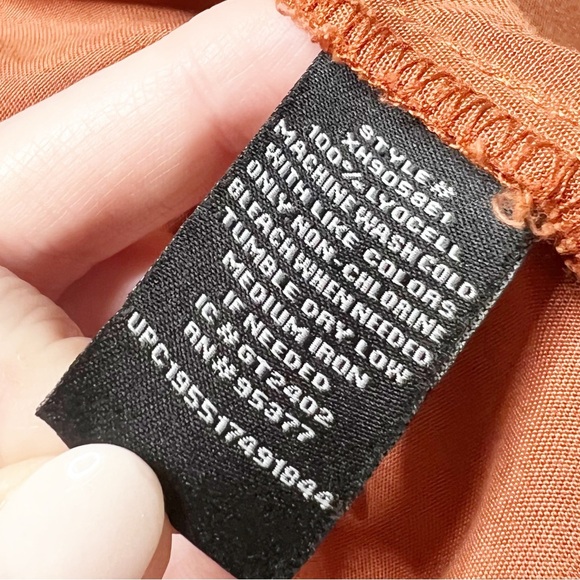 STYLE#
XH9058E1
100% LYOCELL
MACHINE WASH COLD
WITH LIKE COLORS
ONLY NON-CHLORINE
BLEACH WHEN NEEDED
TUMBLE DRY LOW
MEDIUM IRON
IF NEEDED
IC #GT2402
RN#95377
UPC195517491844